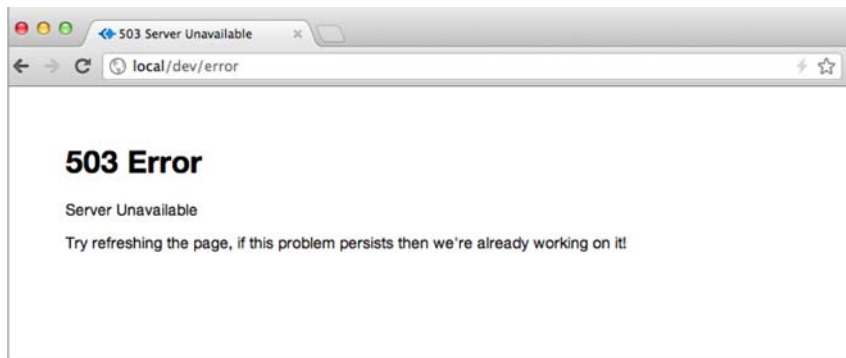 503 Server Unavailable
local/dev/error
503 Error
Server Unavailable
Try refreshing the page, if this problem persists then we're already working on it!